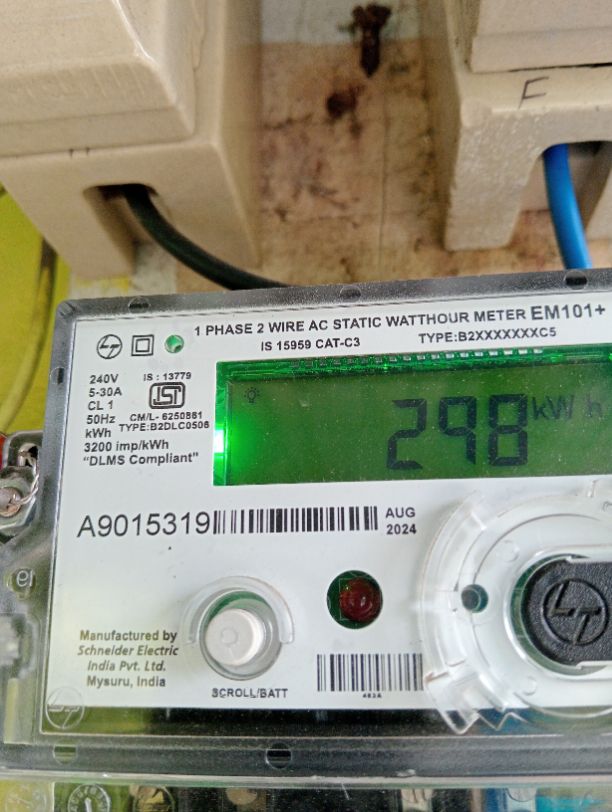 F
1 PHASE 2 WIRE AC STATIC WATTHOUR METER EM101+
IS 15959 CAT-C3
TYPE:B2XXXXXXXC5
240V
5-30A
CL 1
50Hz
kWh
3200 imp/kWh
"DLMS Compliant"
IS : 13779
CM/L- 6250861
TYPE:B2DLC0506
298 kWh
A9015319
AUG
2024
Manufactured by
Schneider Electric
India Pvt. Ltd.
Mysuru, India
SCROLL/BATT